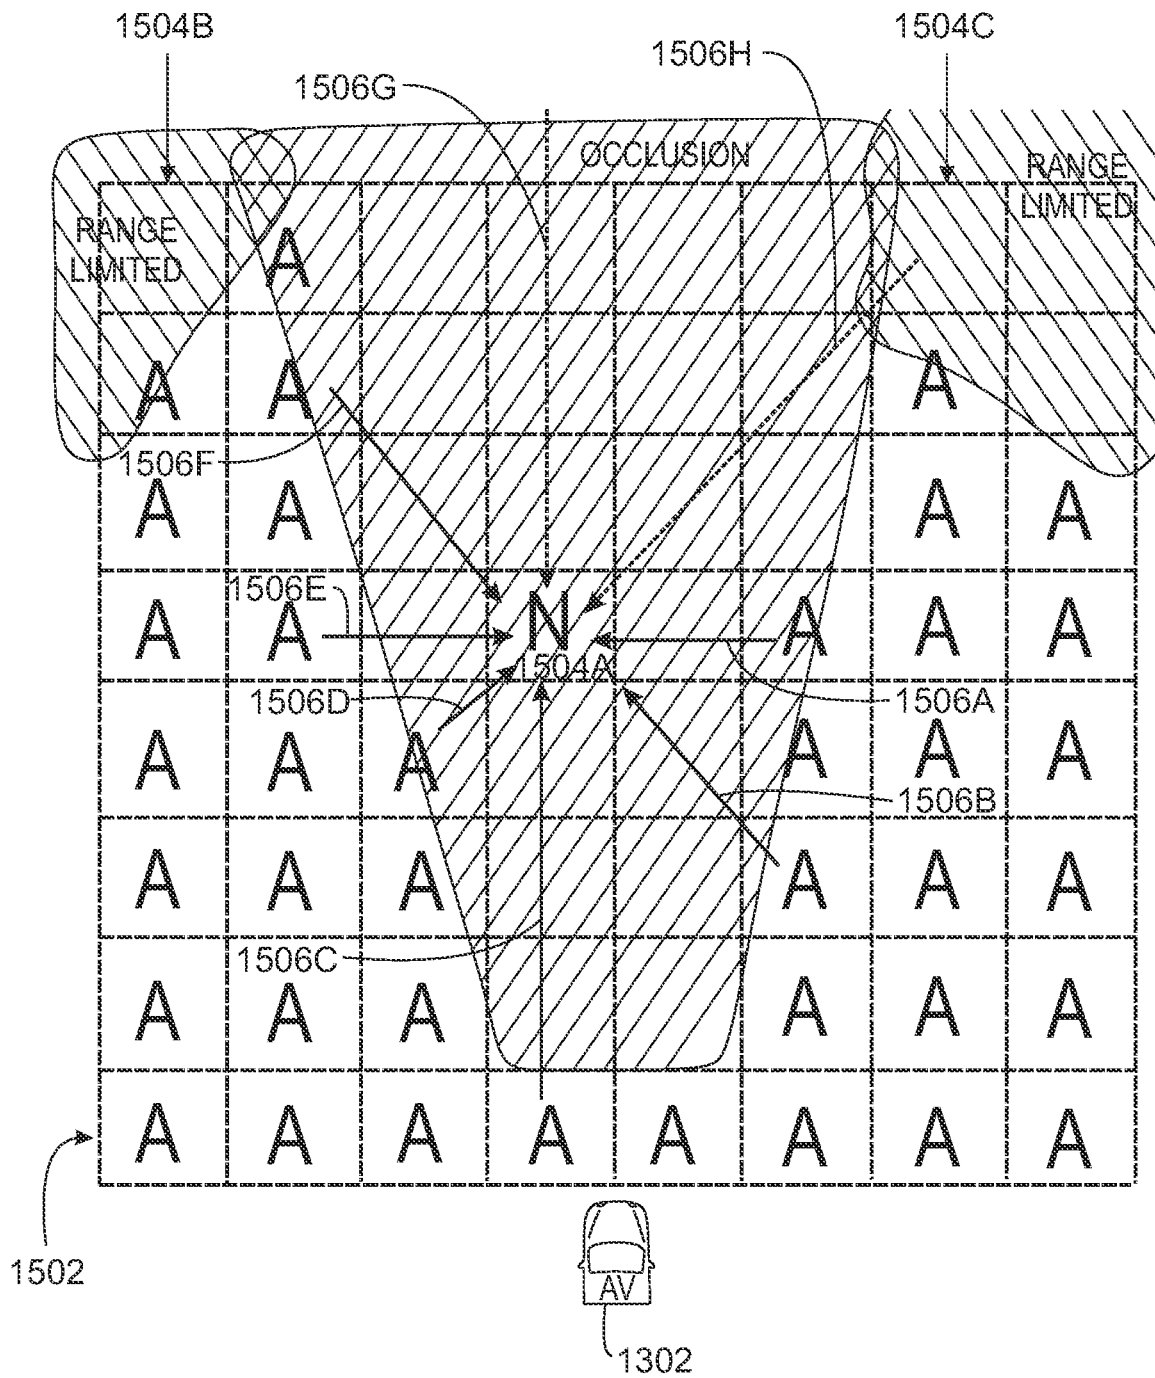 1504B
1504C
1506H
1506G
OCCLUSION
RANGE
LIMITED
RANGE
LIMITED
A
A A A
1506F
A A A A
1506E
A A N A A A
1504A
1506D
1506A
A A A A A A
1506B
A A A A A A
1506C
A A A A A A
A A A A A A A A
1502
AV
1302